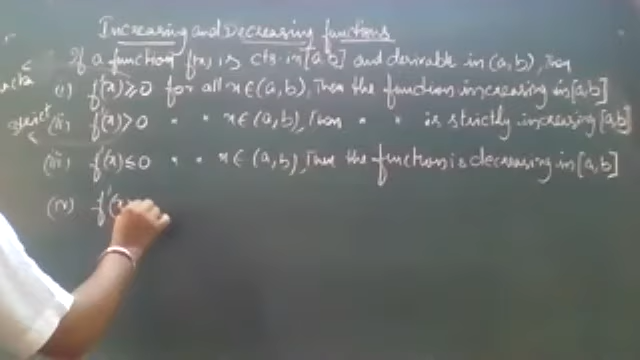 Increasing and Decreasing functions
If a function f(x) is cts in [a,b] and derivable in (a,b), Then
(i) f'(x) ≥ 0 for all x ∈ (a,b), Then the function increasing in [a,b]
strict (ii) f'(x) > 0 " " x ∈ (a,b), Then " " is strictly increasing [a,b]
(iii) f'(x) ≤ 0 " " x ∈ (a,b), Then the function is decreasing in [a,b]
(iv) f'(x)